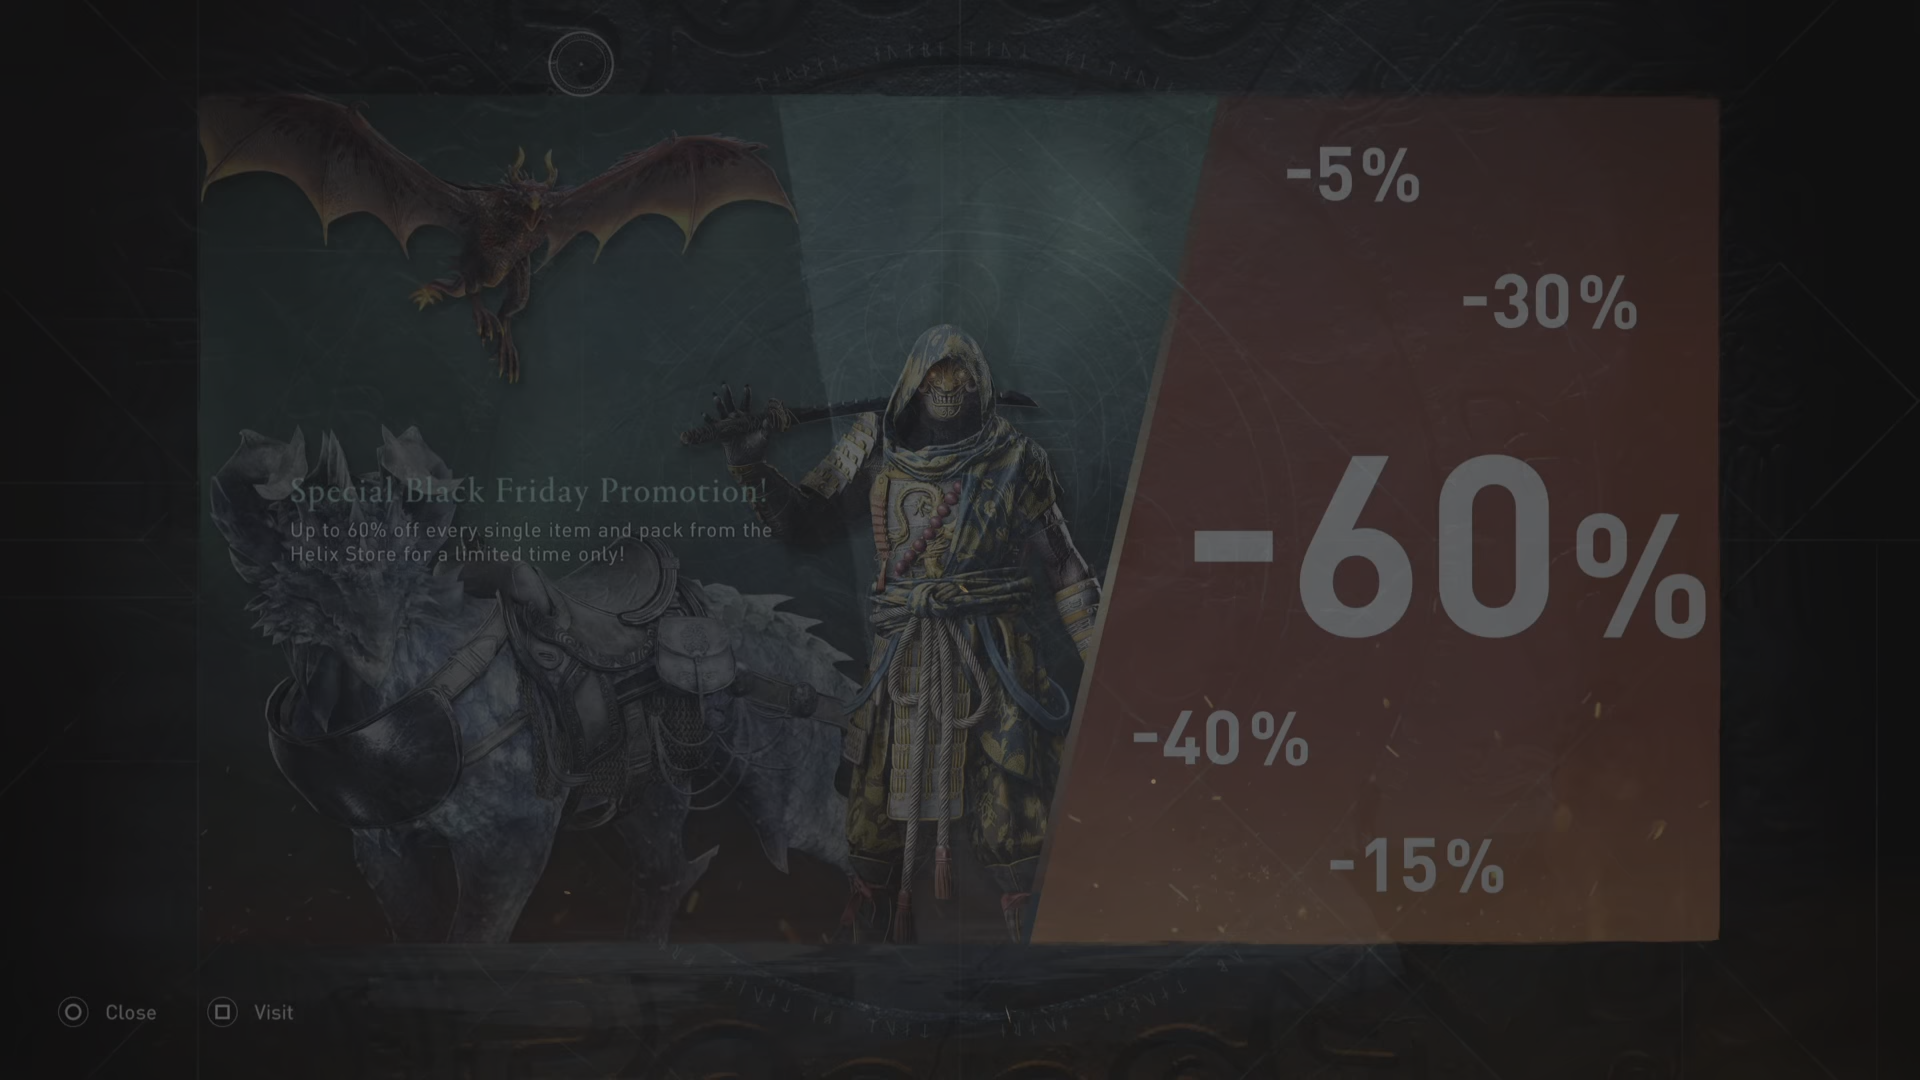 -5%
-30%
Special Black Friday Promotion!
Up to 60% off every single item and pack from the
Helix Store for a limited time only!
-60%
-40%
-15%
Close
Visit